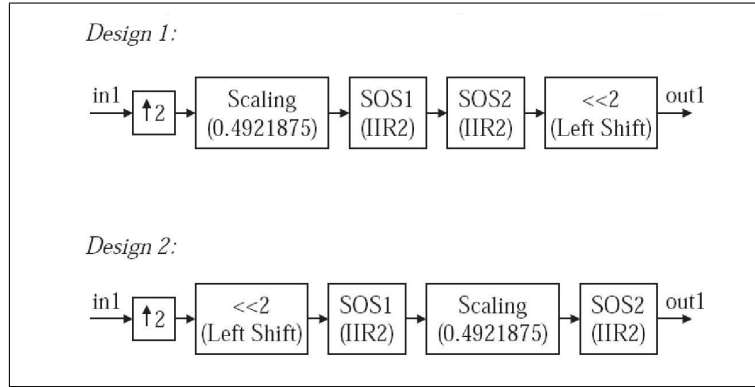 Design 1:
in1
↑2
Scaling
(0.4921875)
SOS1
(IIR2)
SOS2
(IIR2)
<<2
(Left Shift)
out1
Design 2:
in1
↑2
<<2
(Left Shift)
SOS1
(IIR2)
Scaling
(0.4921875)
SOS2
(IIR2)
out1